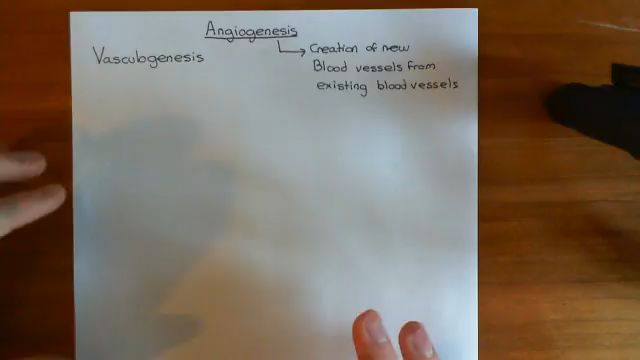 Angiogenesis
Vasculogenesis
Creation of new
Blood vessels from
existing blood vessels